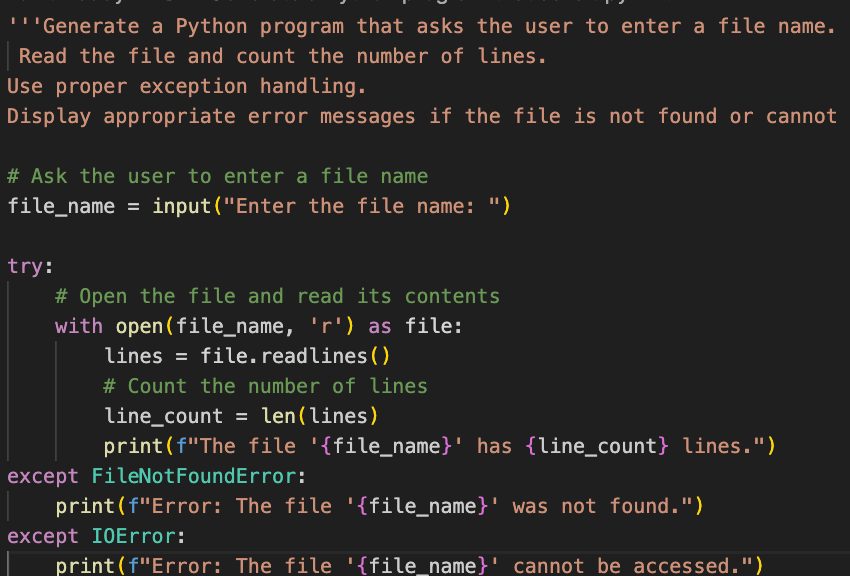 '''Generate a Python program that asks the user to enter a file name.
 Read the file and count the number of lines.
Use proper exception handling.
Display appropriate error messages if the file is not found or cannot

# Ask the user to enter a file name
file_name = input("Enter the file name: ")

try:
    # Open the file and read its contents
    with open(file_name, 'r') as file:
        lines = file.readlines()
        # Count the number of lines
        line_count = len(lines)
        print(f"The file '{file_name}' has {line_count} lines.")
except FileNotFoundError:
    print(f"Error: The file '{file_name}' was not found.")
except IOError:
    print(f"Error: The file '{file_name}' cannot be accessed.")